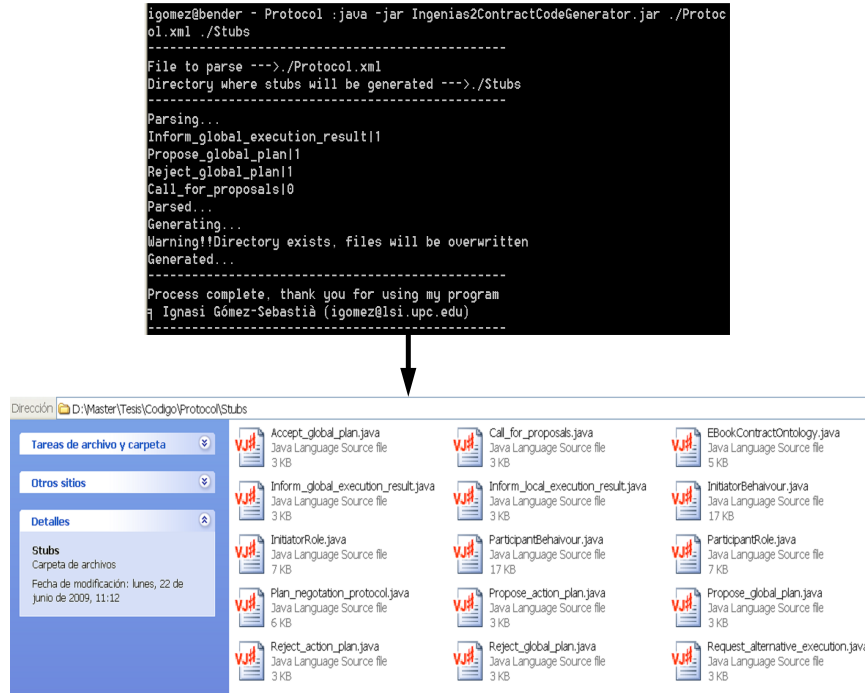 igomez@bender - Protocol :java -jar Ingenias2ContractCodeGenerator.jar ./Protoc
ol.xml ./Stubs
------------------------------------------------
File to parse --->./Protocol.xml
Directory where stubs will be generated --->./Stubs
------------------------------------------------
Parsing...
Inform_global_execution_result|1
Propose_global_plan|1
Reject_global_plan|1
Call_for_proposals|0
Parsed...
Generating...
Warning!!Directory exists, files will be overwritten
Generated...
------------------------------------------------
Process complete, thank you for using my program
Ignasi Gómez-Sebastià (igomez@lsi.upc.edu)
------------------------------------------------
Dirección D:\Master\Tesis\Codigo\Protocol\Stubs
Tareas de archivo y carpeta
Otros sitios
Detalles
Stubs
Carpeta de archivos
Fecha de modificación: lunes, 22 de
junio de 2009, 11:12
Accept_global_plan.java
Java Language Source file
3 KB
Call_for_proposals.java
Java Language Source file
3 KB
EBookContractOntology.java
Java Language Source file
5 KB
Inform_global_execution_result.java
Java Language Source file
3 KB
Inform_local_execution_result.java
Java Language Source file
3 KB
InitiatorBehaivour.java
Java Language Source file
17 KB
InitiatorRole.java
Java Language Source file
7 KB
ParticipantBehaivour.java
Java Language Source file
17 KB
ParticipantRole.java
Java Language Source file
7 KB
Plan_negotation_protocol.java
Java Language Source file
6 KB
Propose_action_plan.java
Java Language Source file
3 KB
Propose_global_plan.java
Java Language Source file
3 KB
Reject_action_plan.java
Java Language Source file
3 KB
Reject_global_plan.java
Java Language Source file
3 KB
Request_alternative_execution.java
Java Language Source file
3 KB